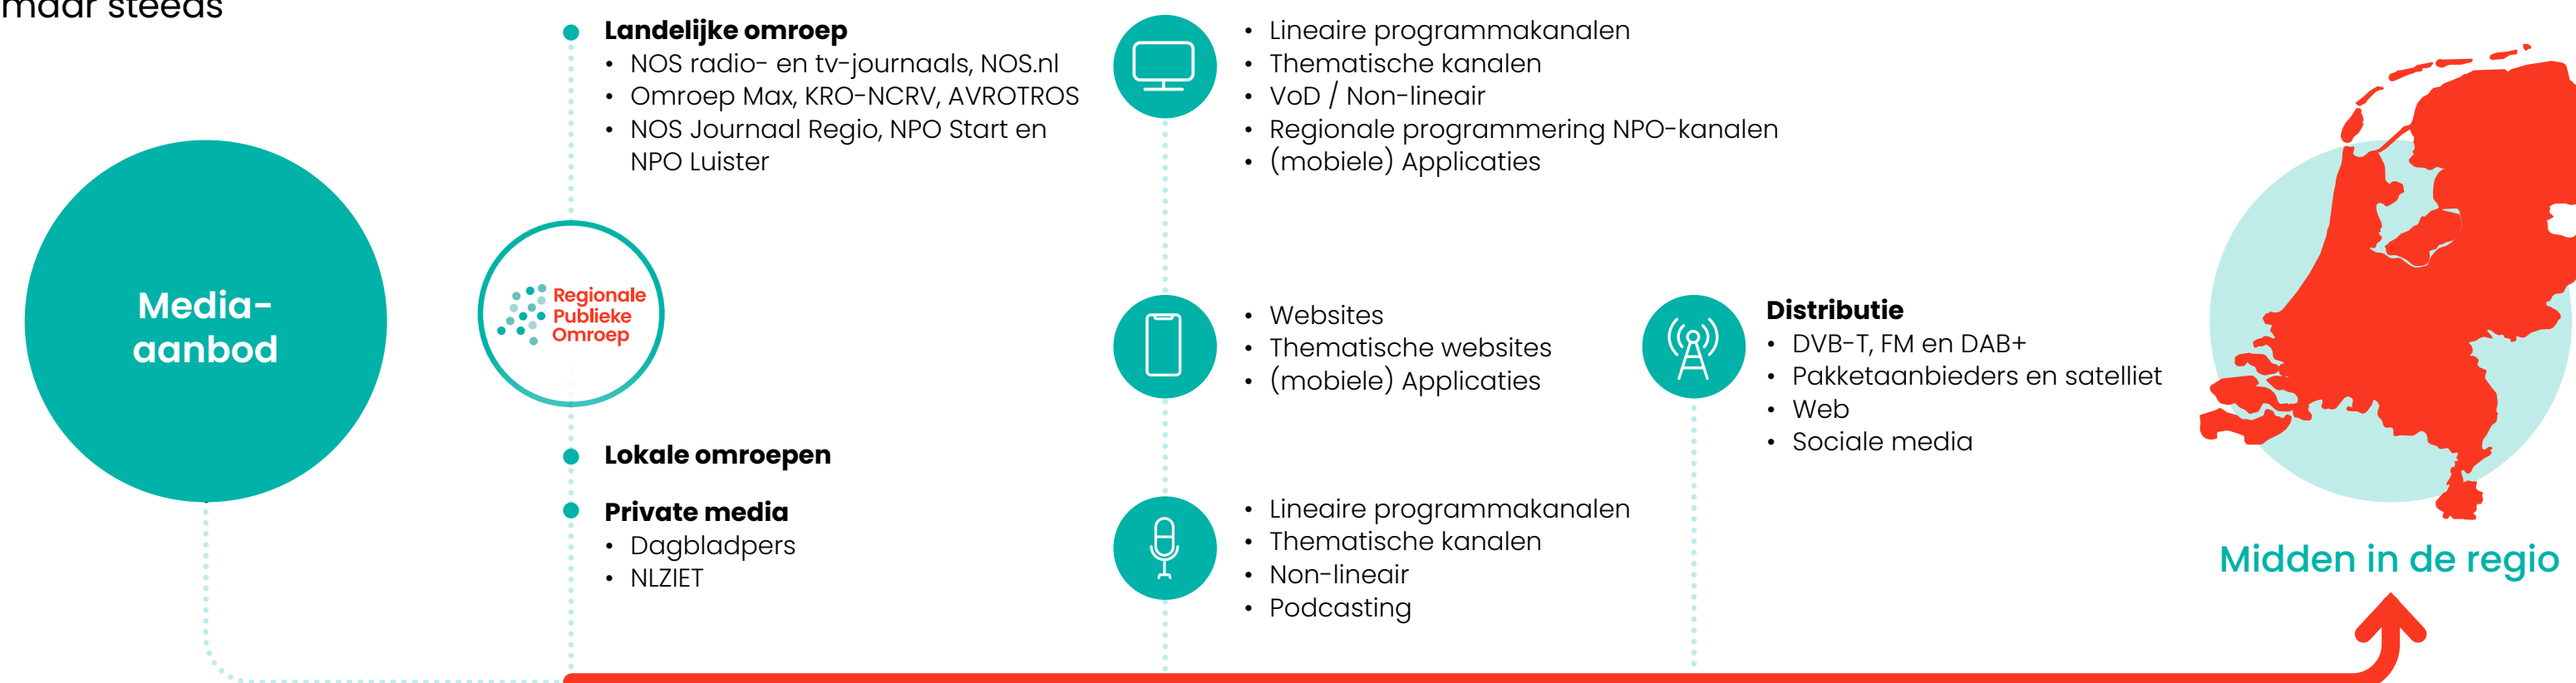 maar steeds
Media-
aanbod
Landelijke omroep
• NOS radio- en tv-journaals, NOS.nl
• Omroep Max, KRO-NCRV, AVROTROS
• NOS Journaal Regio, NPO Start en
NPO Luister
Regionale
Publieke
Omroep
Lokale omroepen
Private media
• Dagbladpers
• NLZIET
• Lineaire programmakanalen
• Thematische kanalen
• VoD / Non-lineair
• Regionale programmering NPO-kanalen
• (mobiele) Applicaties
• Websites
• Thematische websites
• (mobiele) Applicaties
• Lineaire programmakanalen
• Thematische kanalen
• Non-lineair
• Podcasting
Distributie
• DVB-T, FM en DAB+
• Pakketaanbieders en satelliet
• Web
• Sociale media
Midden in de regio